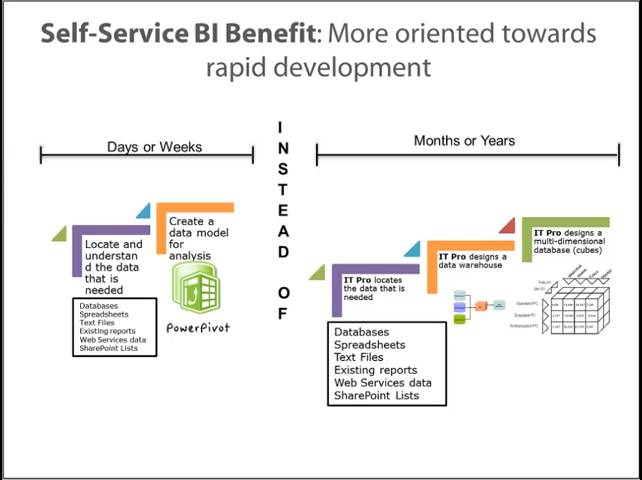 Self-Service BI Benefit: More oriented towards
rapid development
Days or Weeks
INSTEAD OF
Months or Years
Locate and
understan
d the data
that is
needed
Create a
data model
for
analysis
Databases
Spreadsheets
Text Files
Existing reports
Web Services data
SharePoint Lists
PowerPivot
IT Pro locates
the data that is
needed
IT Pro designs a
data warehouse
IT Pro designs a
multi-dimensional
database (cubes)
Databases
Spreadsheets
Text Files
Existing reports
Web Services data
SharePoint Lists